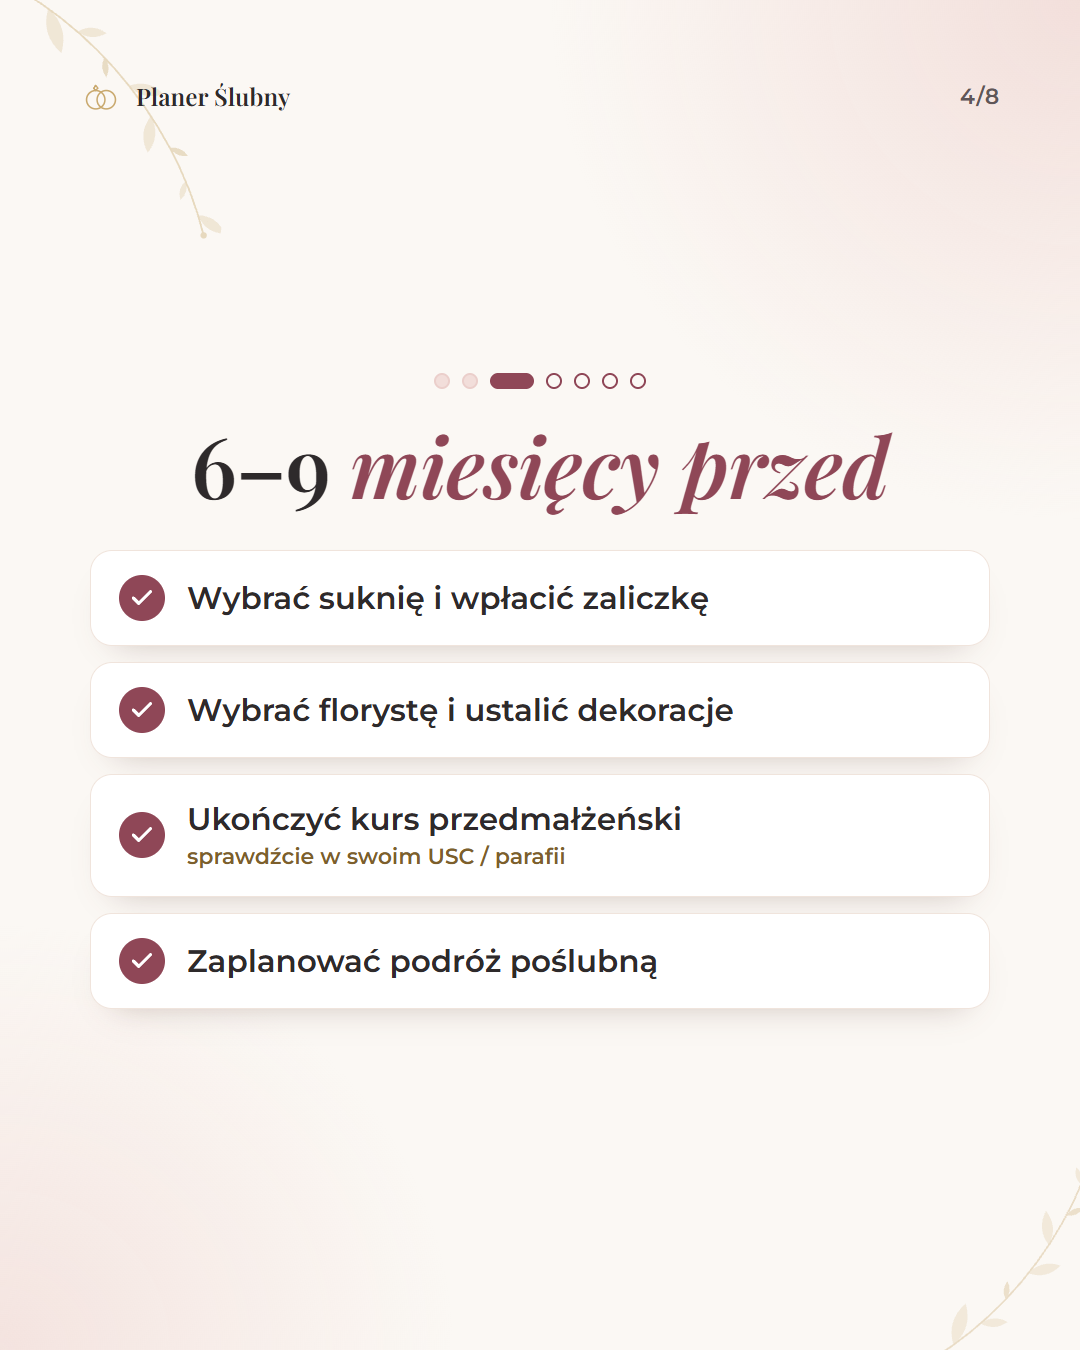 Planer Ślubny
4/8
6–9 miesięcy przed
Wybrać suknię i wpłacić zaliczkę
Wybrać florystę i ustalić dekoracje
Ukończyć kurs przedmałżeński
sprawdźcie w swoim USC / parafii
Zaplanować podróż poślubną